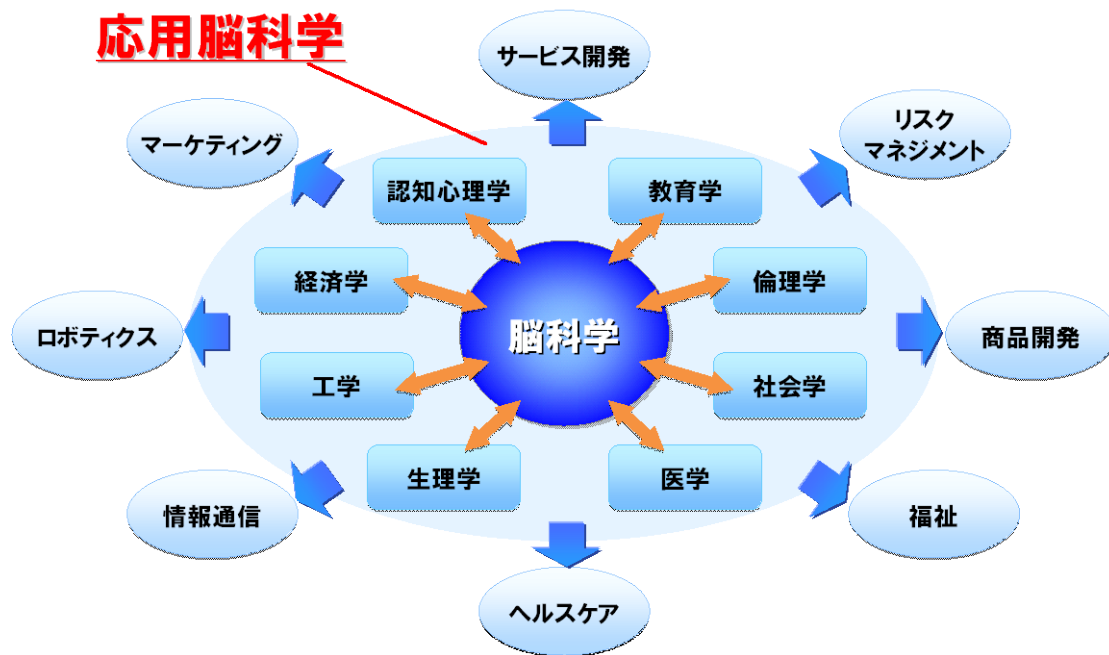 応用脳科学
サービス開発
マーケティング
リスク
マネジメント
認知心理学
教育学
経済学
倫理学
ロボティクス
脳科学
商品開発
工学
社会学
生理学
医学
情報通信
福祉
ヘルスケア